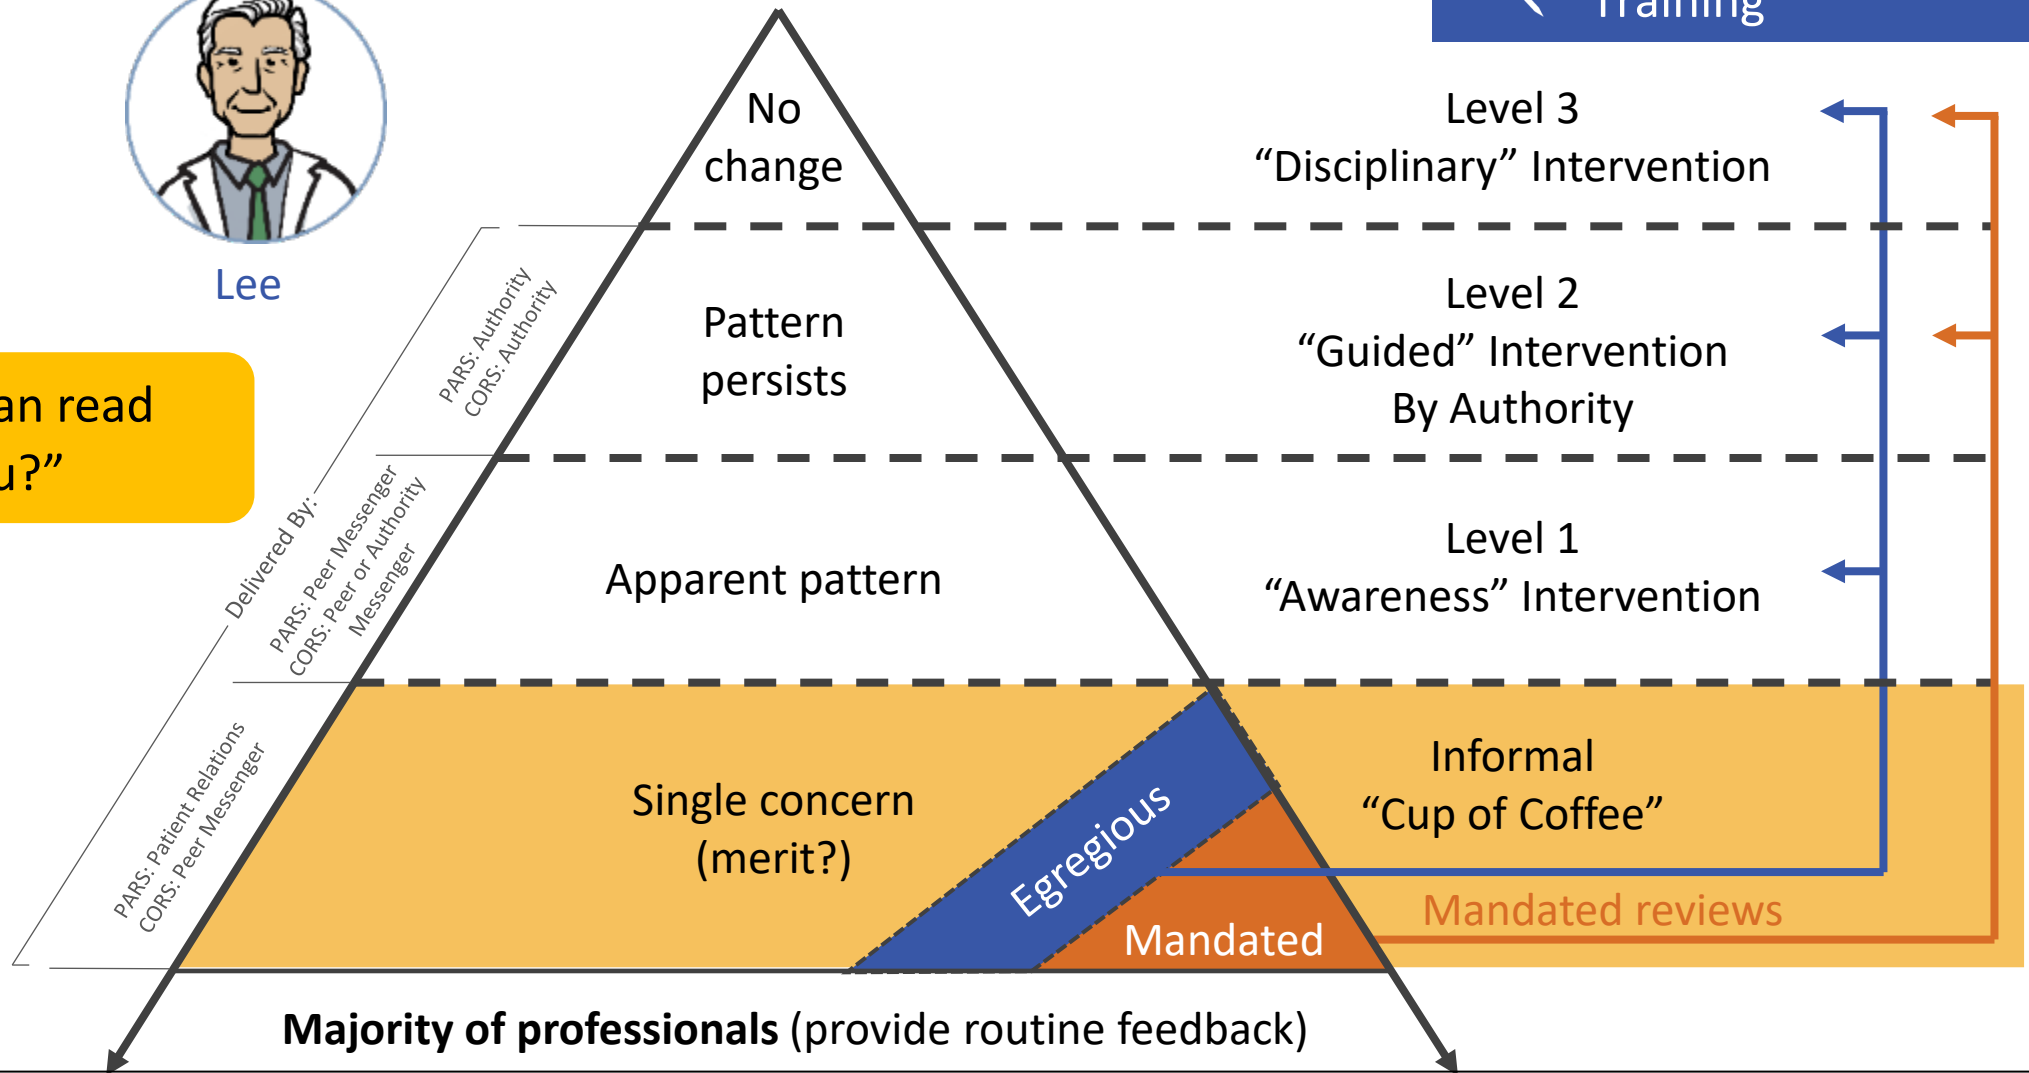 Training
No
change
Level 3
“Disciplinary” Intervention
Lee
PARS: Authority
CORS: Authority
Pattern
persists
Level 2
“Guided” Intervention
By Authority
an read
u?”
Delivered By:
PARS: Peer Messenger
CORS: Peer or Authority
Messenger
Apparent pattern
Level 1
“Awareness” Intervention
PARS: Patient Relations
CORS: Peer Messenger
Single concern
(merit?)
Egregious
Mandated
Informal
“Cup of Coffee”
Mandated reviews
Majority of professionals (provide routine feedback)